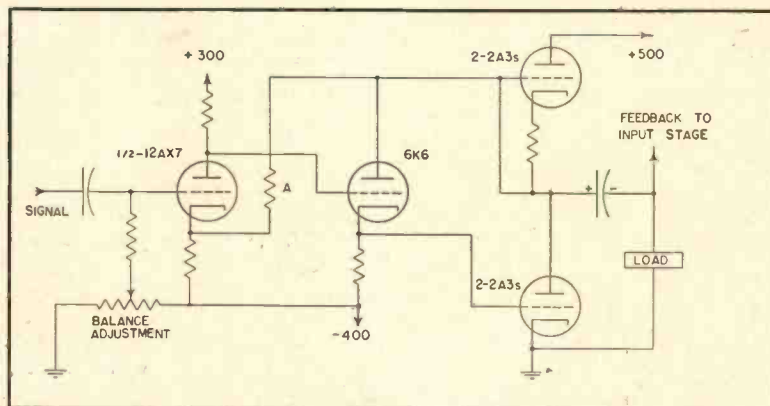 +300
2-2A3s
+500
FEEDBACK TO
INPUT STAGE
1/2-12AX7
6K6
A
+ -
SIGNAL
LOAD
2-2A3s
BALANCE
ADJUSTMENT
-400